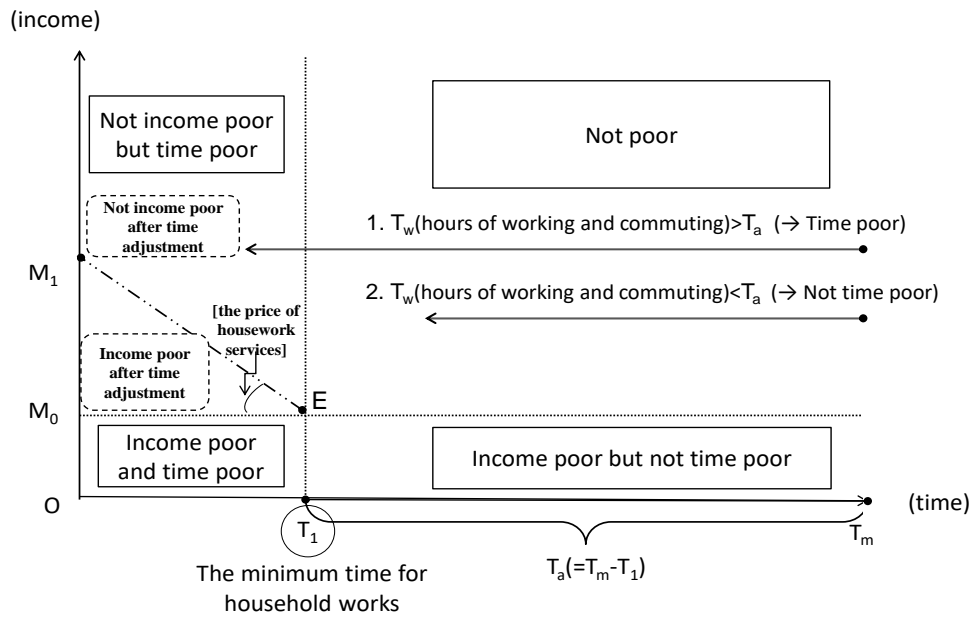 (income)
Not income poor
but time poor
Not poor
Not income poor
after time
adjustment
1. Tw(hours of working and commuting)>Ta (→ Time poor)
M1
2. Tw(hours of working and commuting)<Ta (→ Not time poor)
[the price of
housework
services]
Income poor
after time
adjustment
E
M0
Income poor
and time poor
Income poor but not time poor
O
(time)
T1
Tm
Ta(=Tm-T1)
The minimum time for
household works